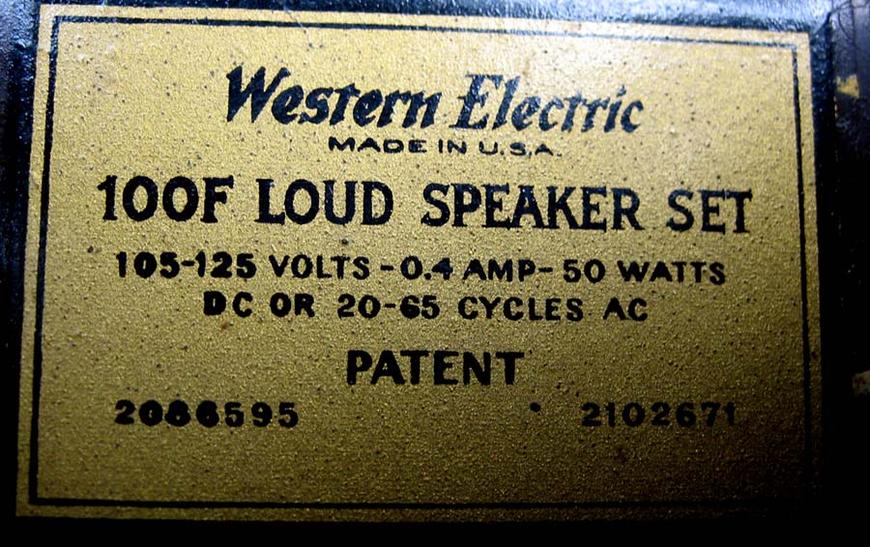 Western Electric
MADE IN U.S.A.
100F LOUD SPEAKER SET
105-125 VOLTS - 0.4 AMP- 50 WATTS
DC OR 20-65 CYCLES AC
PATENT
2086595 2102671